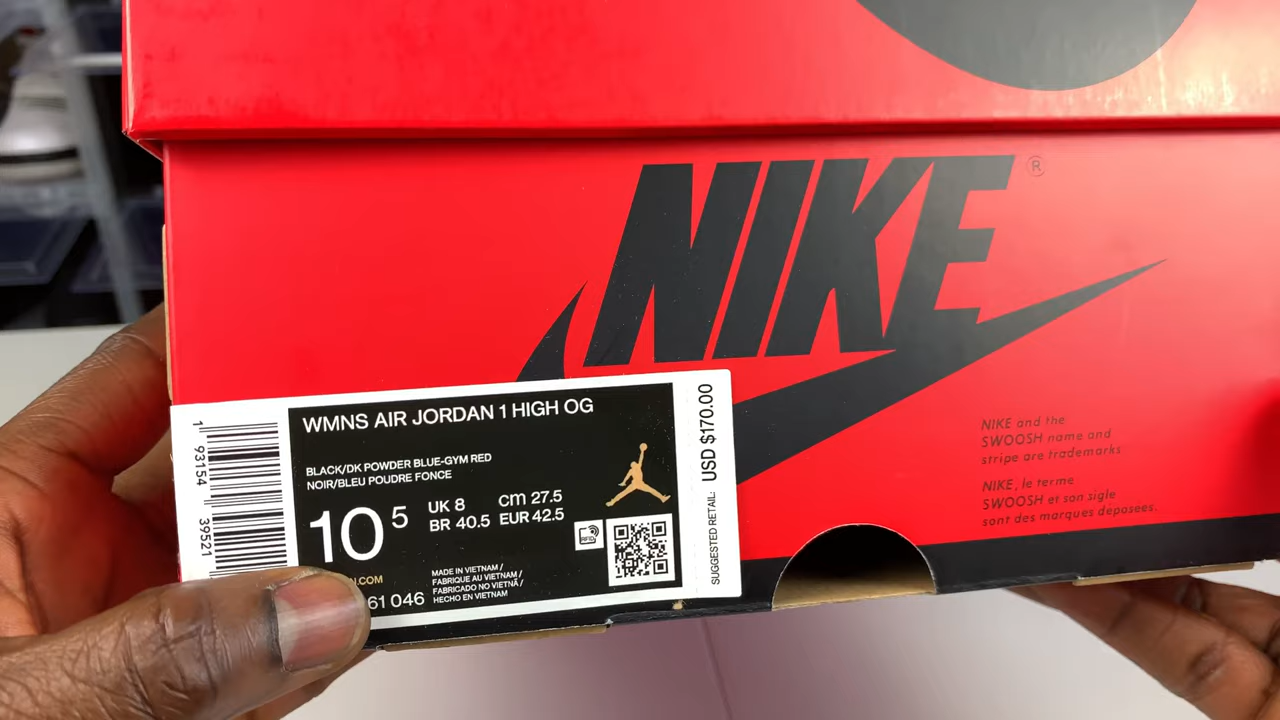 NIKE ®
NIKE and the
SWOOSH name and
stripe are trademarks
NIKE, le terme
SWOOSH et son sigle
sont des marques déposées.
1 93154 39521
WMNS AIR JORDAN 1 HIGH OG
BLACK/DK POWDER BLUE-GYM RED
NOIR/BLEU POUDRE FONCE
10 5
UK 8 cm 27.5
BR 40.5 EUR 42.5
RFID
.COM
61 046
MADE IN VIETNAM /
FABRIQUE AU VIETNAM /
FABRICADO NO VIETNÃ /
HECHO EN VIETNAM
SUGGESTED RETAIL: USD $170.00